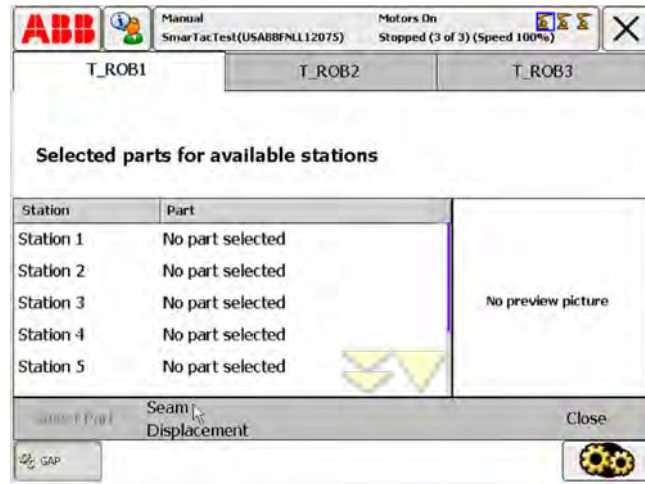 ABB
Manual
SmarTacTest(USABBFNLL12075)
Motors On
Stopped (3 of 3) (Speed 100%)
T_ROB1 T_ROB2 T_ROB3
Selected parts for available stations
Station Part
Station 1 No part selected
Station 2 No part selected
Station 3 No part selected
Station 4 No part selected
Station 5 No part selected
No preview picture
Select Part
Seam
Displacement
Close
GAP